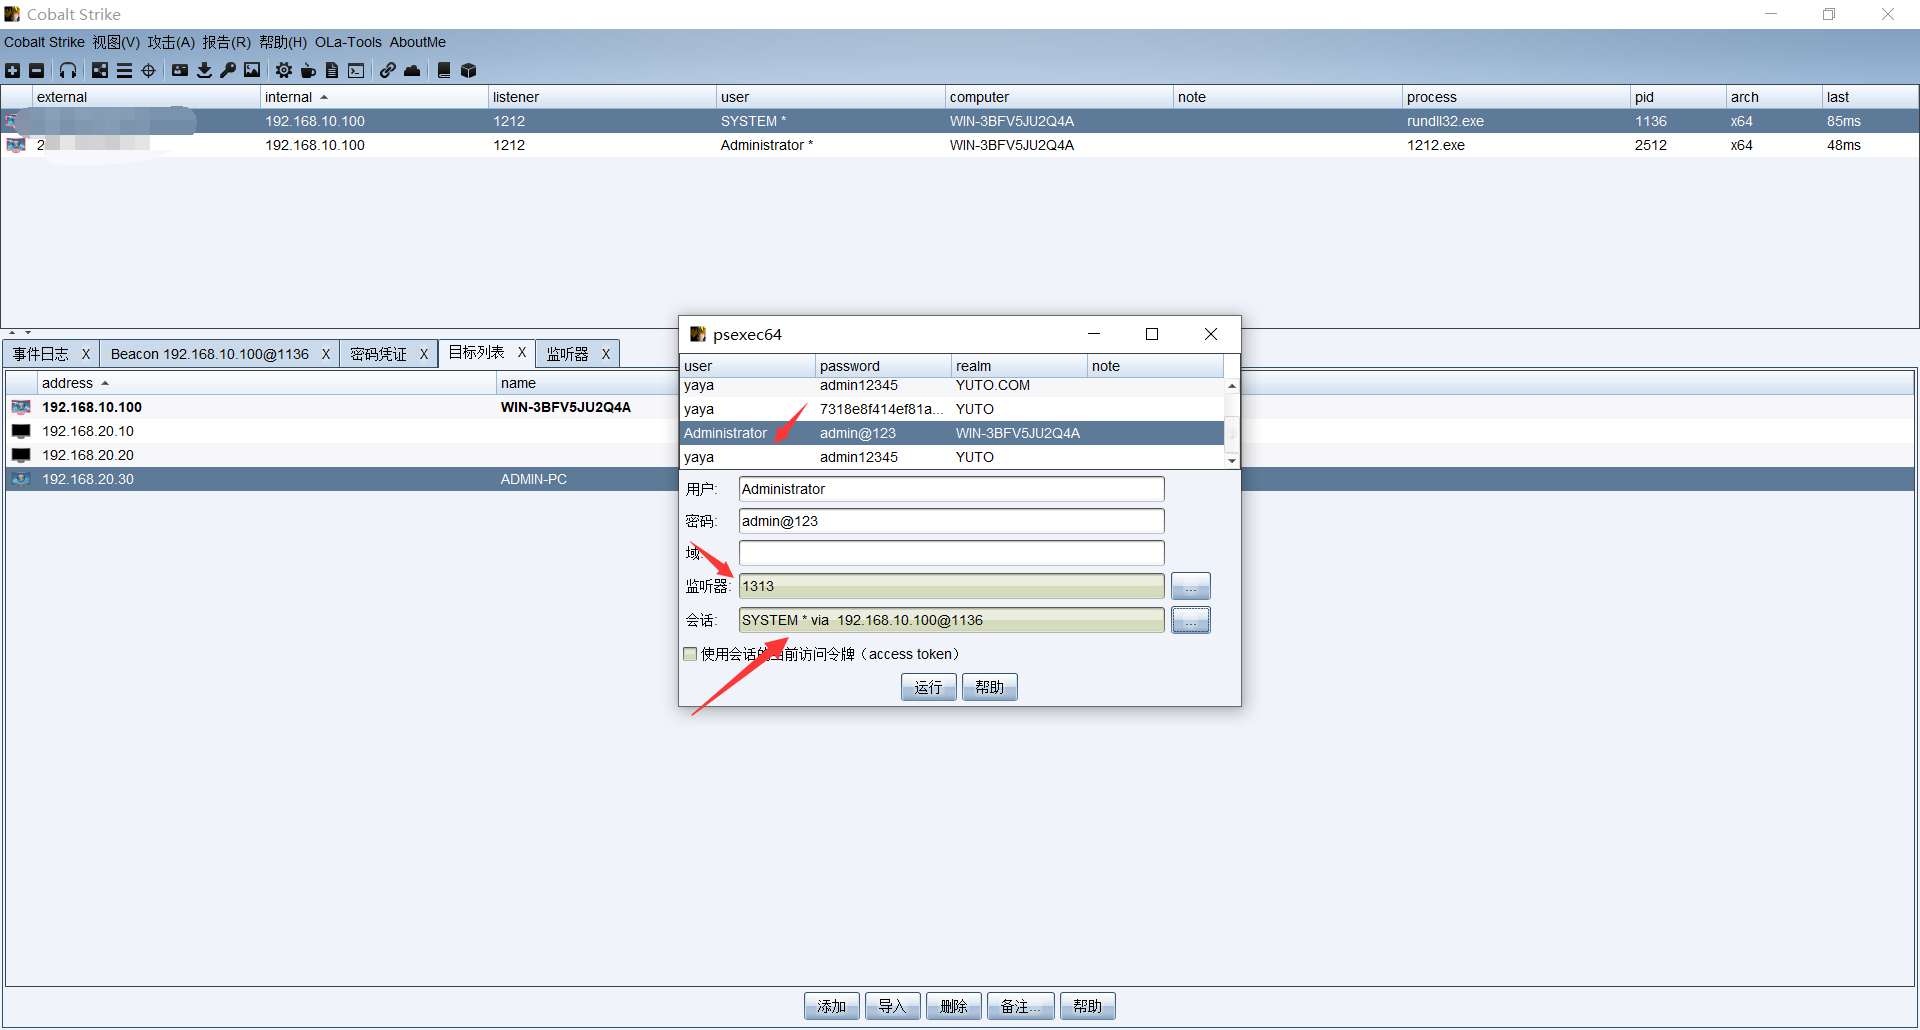 Cobalt Strike
Cobalt Strike 视图(V) 攻击(A) 报告(R) 帮助(H) OLa-Tools AboutMe
external internal listener user computer note process pid arch last
192.168.10.100 1212 SYSTEM * WIN-3BFV5JU2Q4A rundll32.exe 1136 x64 85ms
2 192.168.10.100 1212 Administrator * WIN-3BFV5JU2Q4A 1212.exe 2512 x64 48ms
事件日志 X Beacon 192.168.10.100@1136 X 密码凭证 X 目标列表 X 监听器 X
address name
192.168.10.100 WIN-3BFV5JU2Q4A
192.168.20.10
192.168.20.20
192.168.20.30 ADMIN-PC
psexec64
user password realm note
yaya admin12345 YUTO.COM
yaya 7318e8f414ef81a... YUTO
Administrator admin@123 WIN-3BFV5JU2Q4A
yaya admin12345 YUTO
用户: Administrator
密码: admin@123
域:
监听器: 1313 ...
会话: SYSTEM * via 192.168.10.100@1136 ...
使用会话的当前访问令牌（access token）
运行 帮助
添加 导入 删除 备注... 帮助